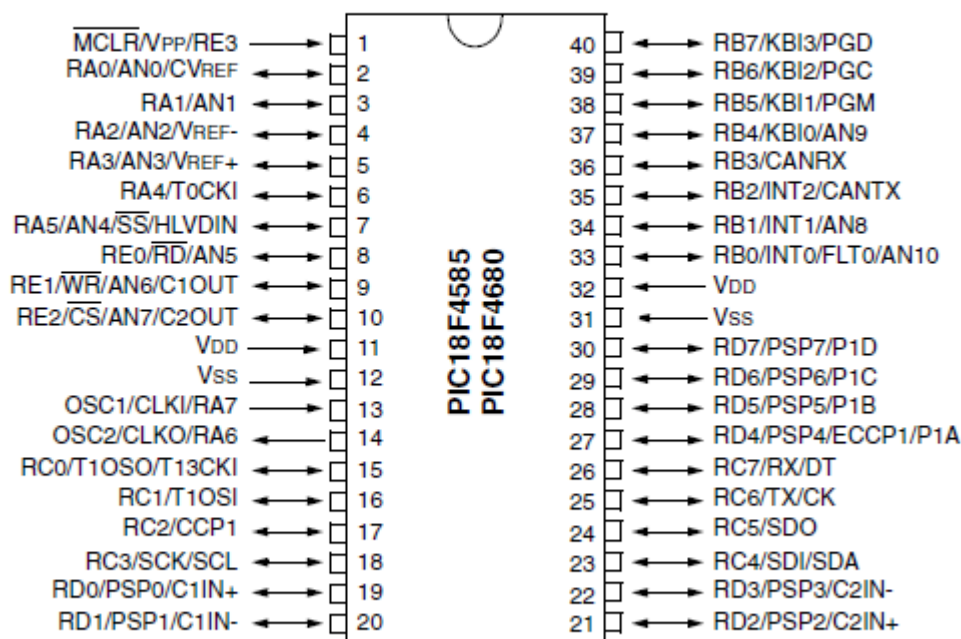 MCLR/VPP/RE3 1 40 RB7/KBI3/PGD
RA0/AN0/CVREF 2 39 RB6/KBI2/PGC
RA1/AN1 3 38 RB5/KBI1/PGM
RA2/AN2/VREF- 4 37 RB4/KBI0/AN9
RA3/AN3/VREF+ 5 36 RB3/CANRX
RA4/T0CKI 6 35 RB2/INT2/CANTX
RA5/AN4/SS/HLVDIN 7 34 RB1/INT1/AN8
RE0/RD/AN5 8 33 RB0/INT0/FLT0/AN10
RE1/WR/AN6/C1OUT 9 32 VDD
RE2/CS/AN7/C2OUT 10 31 VSS
VDD 11 30 RD7/PSP7/P1D
VSS 12 29 RD6/PSP6/P1C
OSC1/CLKI/RA7 13 28 RD5/PSP5/P1B
OSC2/CLKO/RA6 14 27 RD4/PSP4/ECCP1/P1A
RC0/T1OSO/T13CKI 15 26 RC7/RX/DT
RC1/T1OSI 16 25 RC6/TX/CK
RC2/CCP1 17 24 RC5/SDO
RC3/SCK/SCL 18 23 RC4/SDI/SDA
RD0/PSP0/C1IN+ 19 22 RD3/PSP3/C2IN-
RD1/PSP1/C1IN- 20 21 RD2/PSP2/C2IN+
PIC18F4585
PIC18F4680